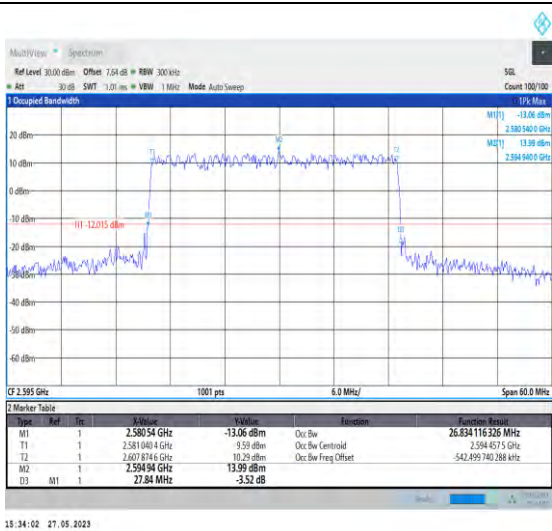 MultiView Spectrum
Ref Level 30.00 dBm Offset 7.64 dB RBW 300 kHz SGL
Att 30 dB SWT 1.01 ms VBW 1 MHz Mode Auto Sweep Count 100/100
1 Occupied Bandwidth 1Pk Max
M1[1] -13.06 dBm
2.580 540 0 GHz
M2[1] 13.99 dBm
2.594 940 0 GHz
20 dBm
10 dBm
0 dBm
-10 dBm
H1 -12.015 dBm
-20 dBm
-30 dBm
-40 dBm
-50 dBm
-60 dBm
T1
M2
T2
M1
D3
CF 2.595 GHz 1001 pts 6.0 MHz/ Span 60.0 MHz
2 Marker Table
Type Ref Trc X-Value Y-Value Function Function Result
M1 1 2.580 54 GHz -13.06 dBm Occ Bw 26.834 116 326 MHz
T1 1 2.581 040 4 GHz 9.59 dBm Occ Bw Centroid 2.594 457 5 GHz
T2 1 2.607 874 6 GHz 10.29 dBm Occ Bw Freq Offset -542.499 740 288 kHz
M2 1 2.594 94 GHz 13.99 dBm
D3 M1 1 27.84 MHz -3.52 dB
15:34:02 27.05.2023